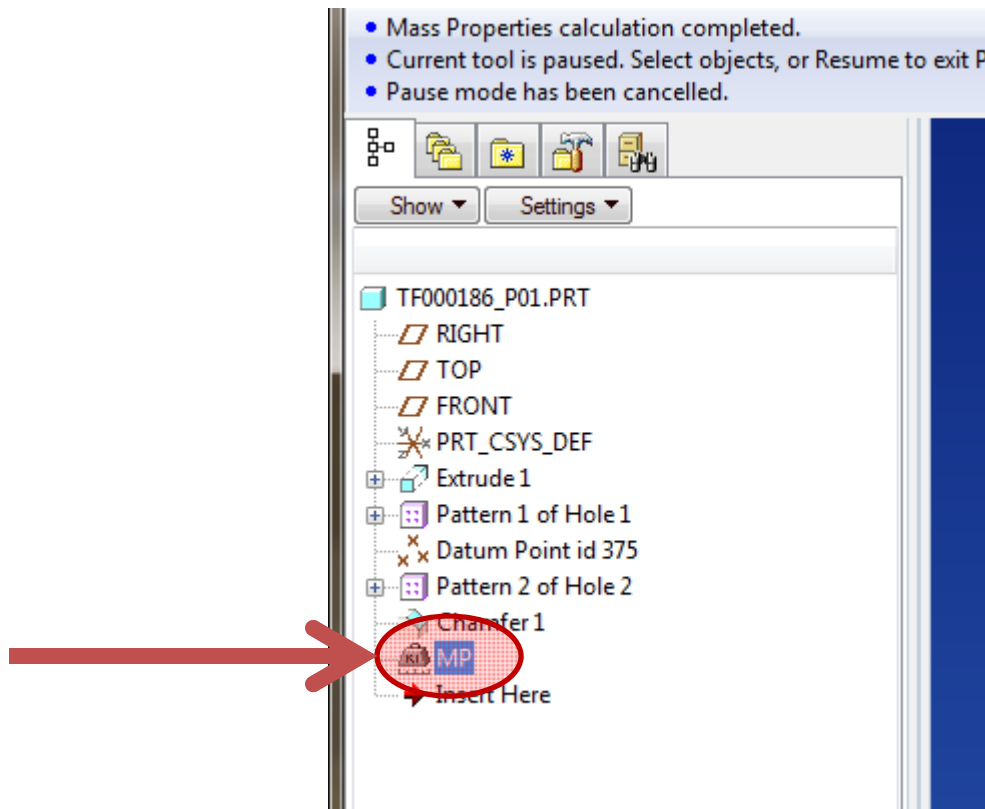 Mass Properties calculation completed.
Current tool is paused. Select objects, or Resume to exit P
Pause mode has been cancelled.
Show Settings
TF000186_P01.PRT
RIGHT
TOP
FRONT
PRT_CSYS_DEF
Extrude 1
Pattern 1 of Hole 1
Datum Point id 375
Pattern 2 of Hole 2
Chamfer 1
MP
Insert Here